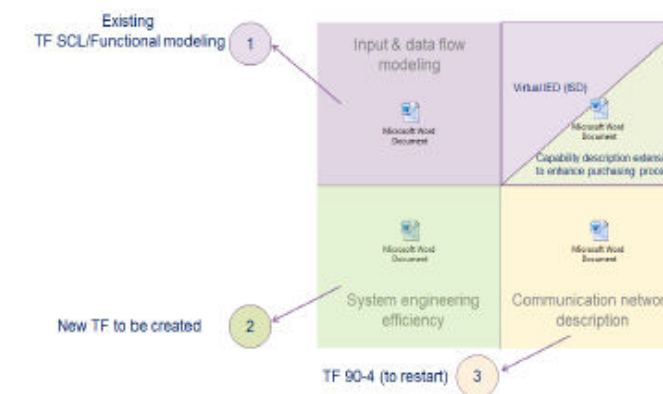 Existing
TF SCL/Functional modeling
1
Input & data flow
modeling
Microsoft Word
Document
Virtual IED (ISD)
Microsoft Word
Document
Capability description
to enhance purchasing
Microsoft Word
Document
System engineering
efficiency
Microsoft Word
Document
Communication
description
New TF to be created
2
TF 90-4 (to restart)
3